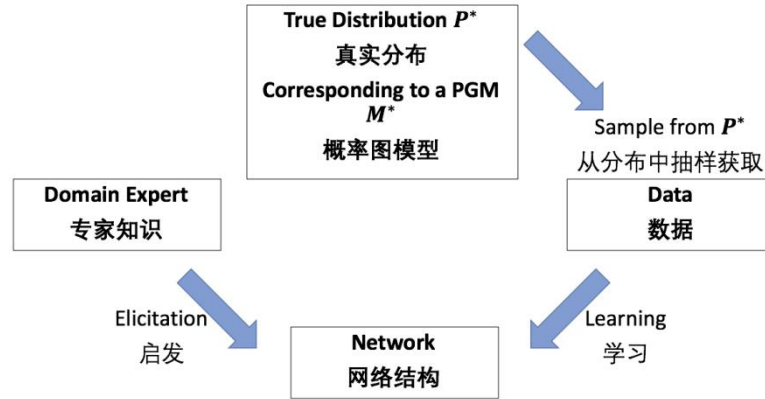 True Distribution P*
真实分布
Corresponding to a PGM
M*
概率图模型
Sample from P*
从分布中抽样获取
Domain Expert
专家知识
Data
数据
Elicitation
启发
Learning
学习
Network
网络结构